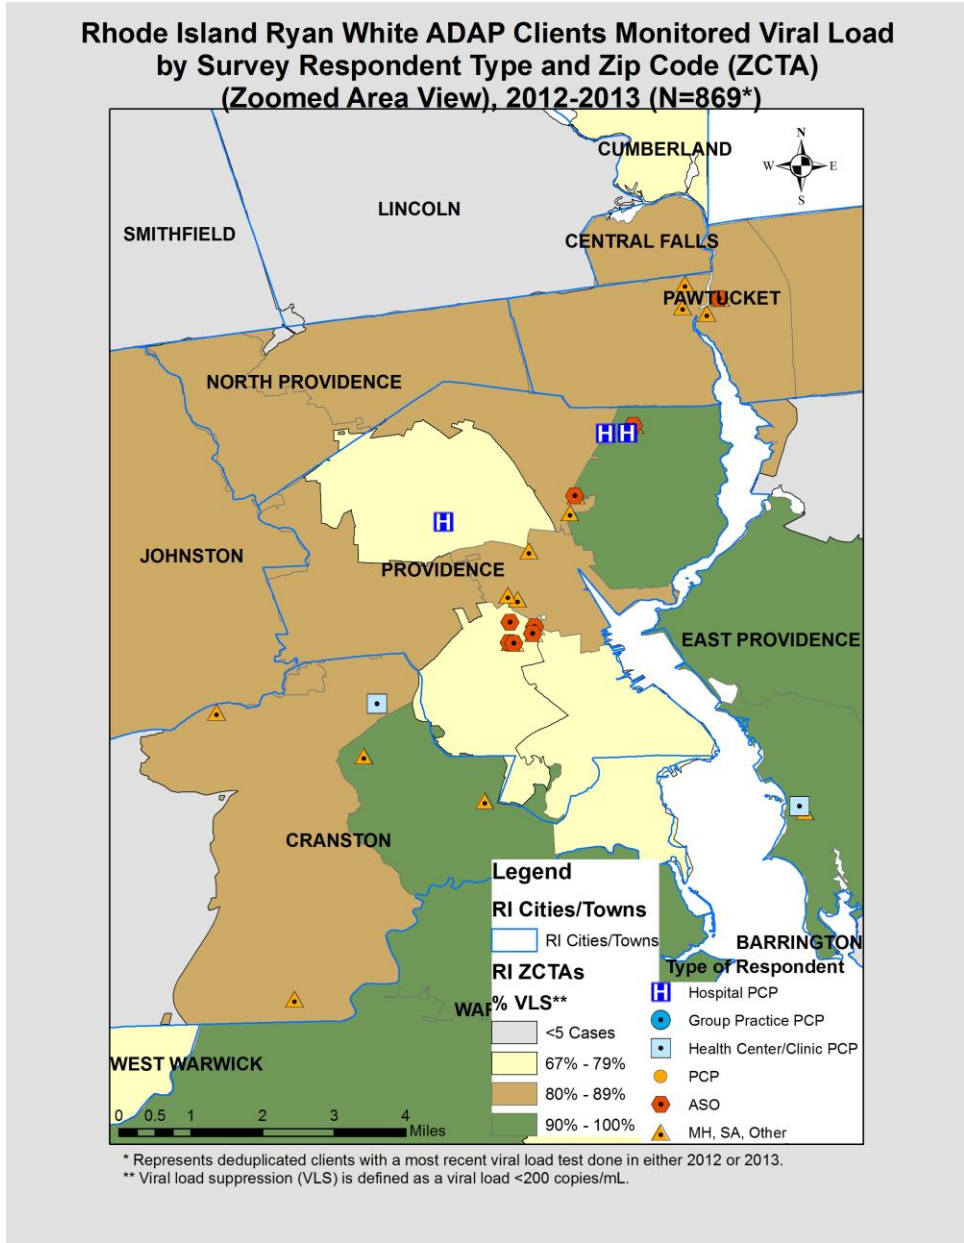 Rhode Island Ryan White ADAP Clients Monitored Viral Load
by Survey Respondent Type and Zip Code (ZCTA)
(Zoomed Area View), 2012-2013 (N=869*)
CUMBERLAND
N
W
E
S
LINCOLN
SMITHFIELD
CENTRAL FALLS
PAWTUCKET
NORTH PROVIDENCE
H H
H
JOHNSTON
PROVIDENCE
EAST PROVIDENCE
CRANSTON
BARRINGTON
WAR
WEST WARWICK
0 0.5 1 2 3 4
Miles
Legend
RI Cities/Towns
RI Cities/Towns
RI ZCTAs
% VLS**
<5 Cases
67% - 79%
80% - 89%
90% - 100%
Type of Respondent
H Hospital PCP
Group Practice PCP
Health Center/Clinic PCP
PCP
ASO
MH, SA, Other
* Represents deduplicated clients with a most recent viral load test done in either 2012 or 2013.
** Viral load suppression (VLS) is defined as a viral load <200 copies/mL.